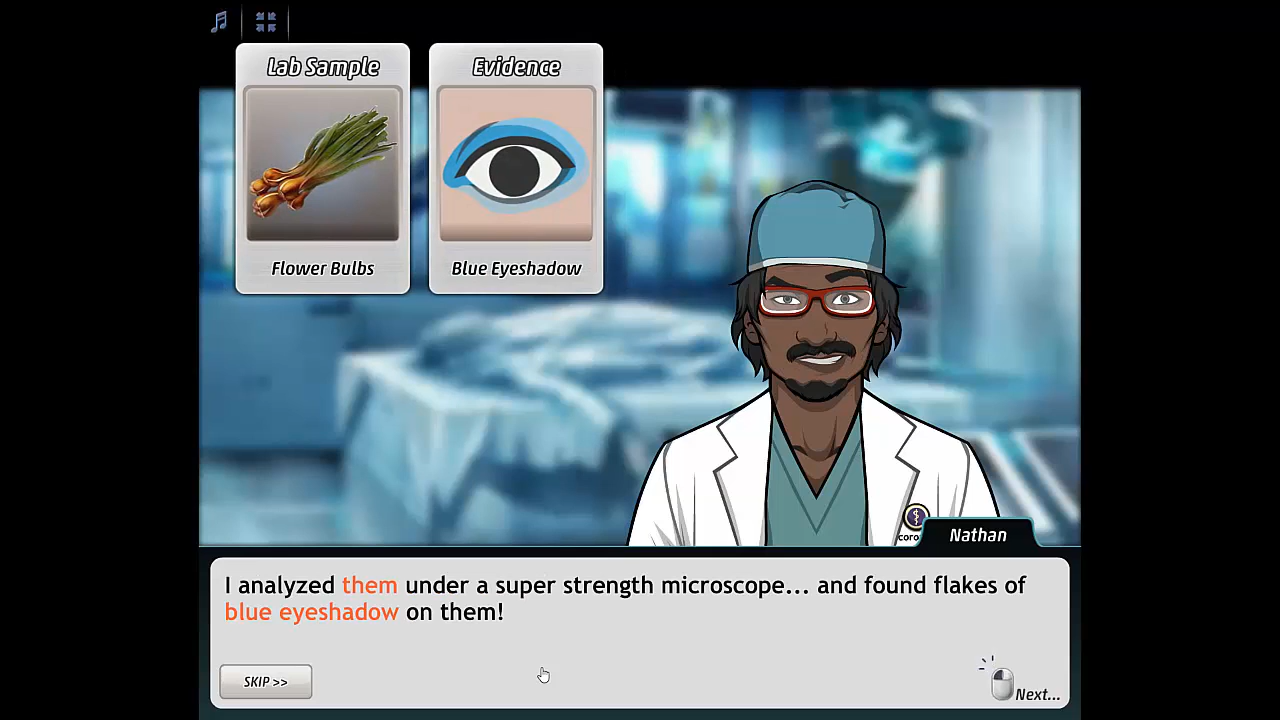 Lab Sample
Evidence
Flower Bulbs
Blue Eyeshadow
coro
Nathan
I analyzed them under a super strength microscope... and found flakes of
blue eyeshadow on them!
SKIP >>
Next...